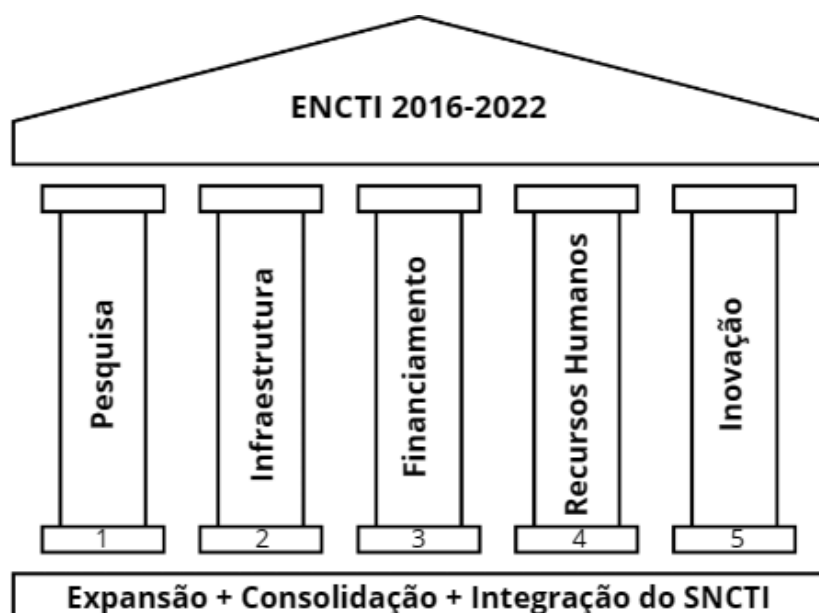 ENCTI 2016-2022
Pesquisa
Infraestrutura
Financiamento
Recursos Humanos
Inovação
1
2
3
4
5
Expansão + Consolidação + Integração do SNCTI